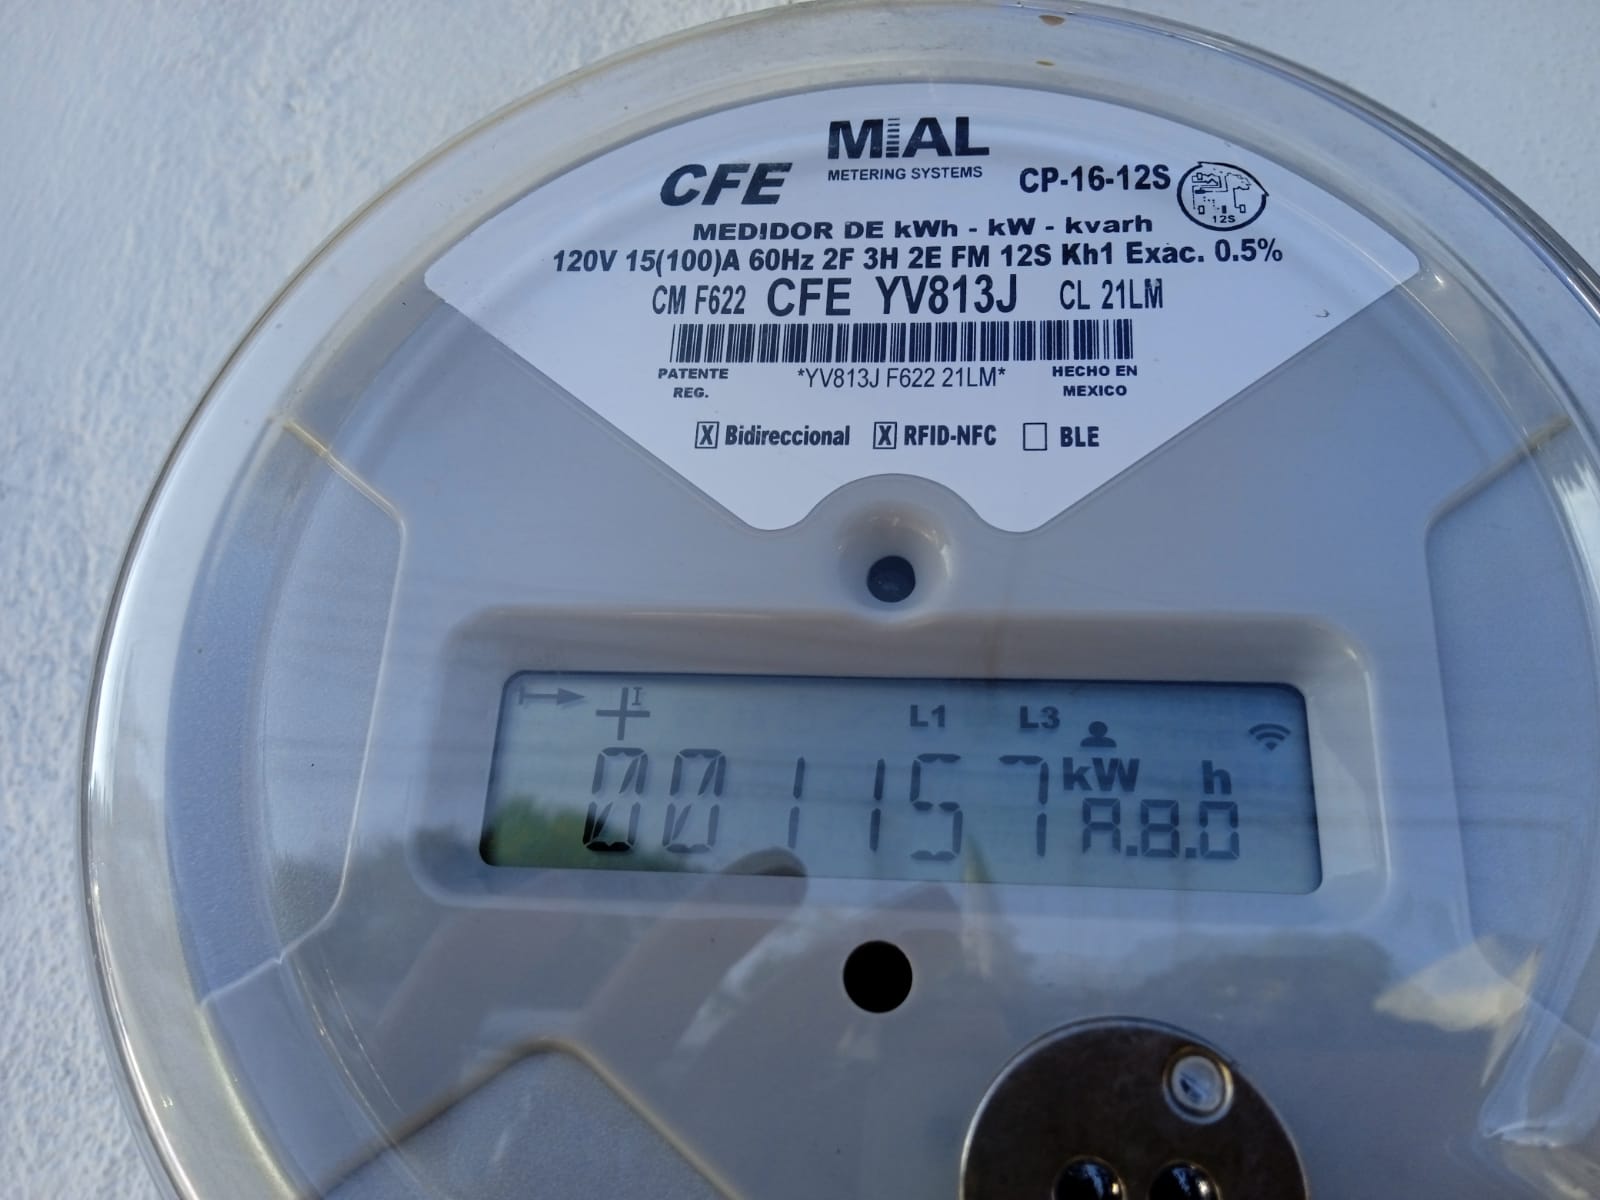 MIAL
METERING SYSTEMS
CFE
CP-16-12S
12S
MEDIDOR DE kWh - kW - kvarh
120V 15(100)A 60Hz 2F 3H 2E FM 12S Kh1 Exac. 0.5%
CM F622 CFE YV813J CL 21LM
PATENTE
REG.
*YV813J F622 21LM*
HECHO EN
MEXICO
X Bidireccional X RFID-NFC BLE
L1 L3
001157 kW h
A.8.0